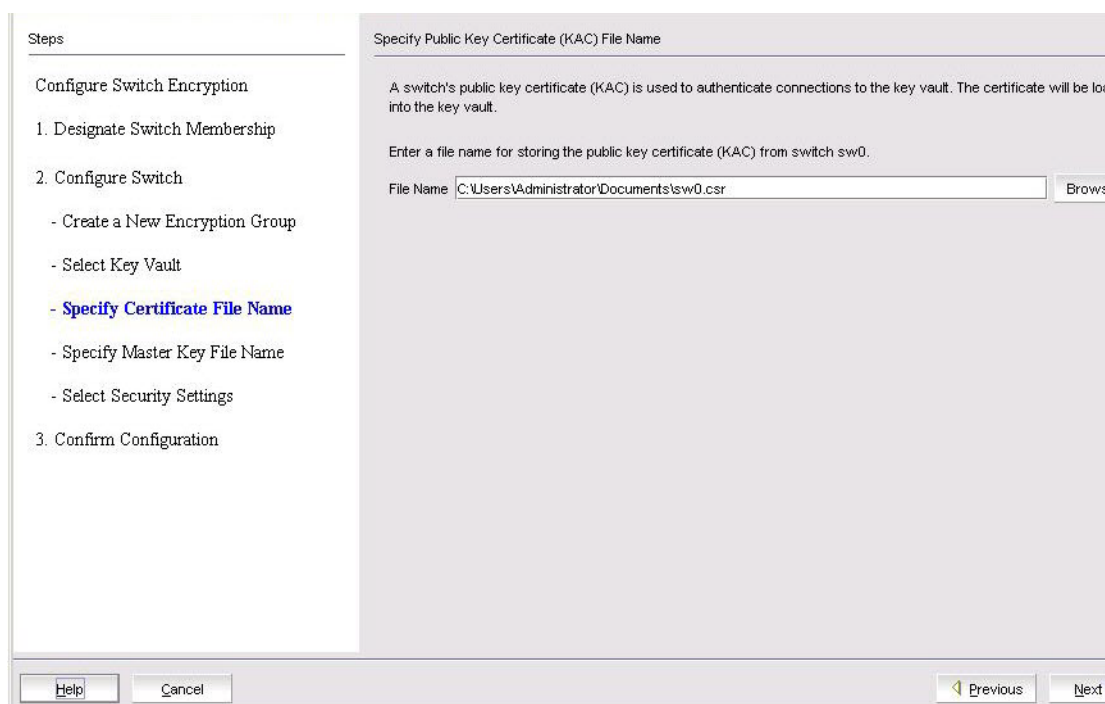 Steps
Configure Switch Encryption
1. Designate Switch Membership
2. Configure Switch
- Create a New Encryption Group
- Select Key Vault
- Specify Certificate File Name
- Specify Master Key File Name
- Select Security Settings
3. Confirm Configuration
Specify Public Key Certificate (KAC) File Name
A switch's public key certificate (KAC) is used to authenticate connections to the key vault. The certificate will be loa
into the key vault.
Enter a file name for storing the public key certificate (KAC) from switch sw0.
File Name C:\Users\Administrator\Documents\sw0.csr Brows
Help Cancel Previous Next